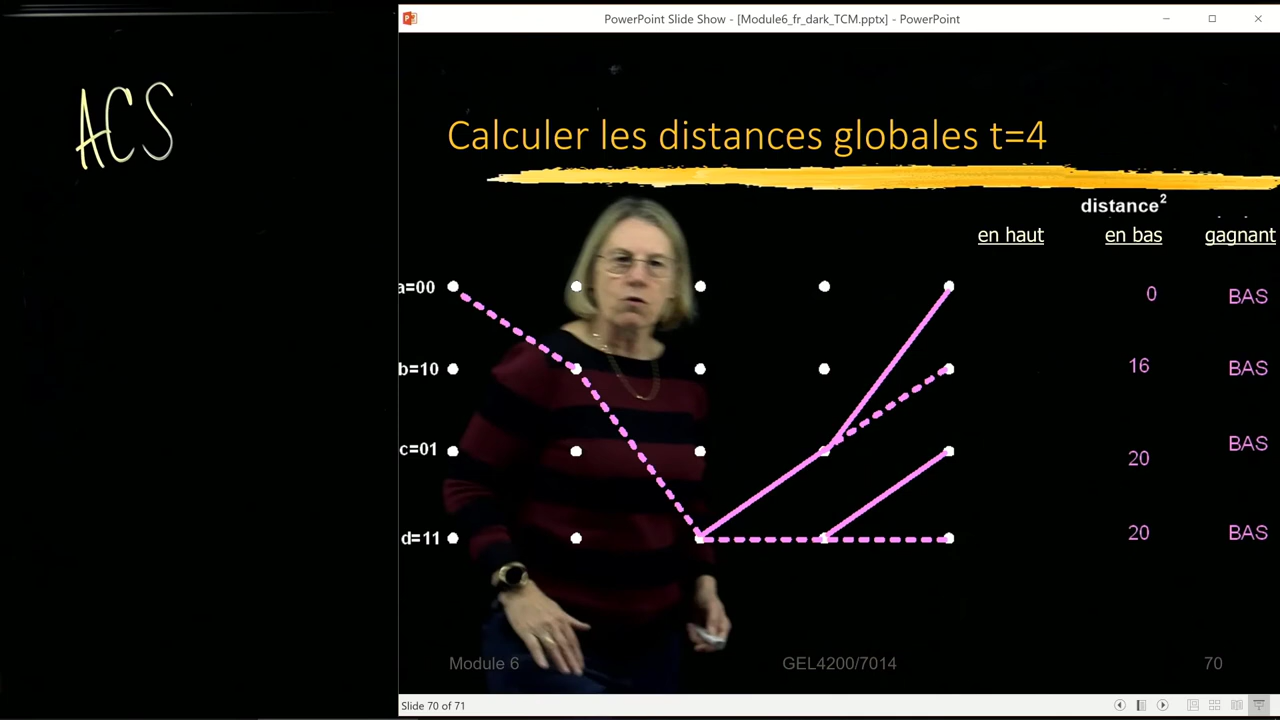 ACS
PowerPoint Slide Show - [Module6_fr_dark_TCM.pptx] - PowerPoint
Calculer les distances globales t=4
distance²
en haut en bas gagnant
a=00 0 BAS
b=10 16 BAS
c=01 20 BAS
d=11 20 BAS
Module 6 GEL4200/7014 70
Slide 70 of 71